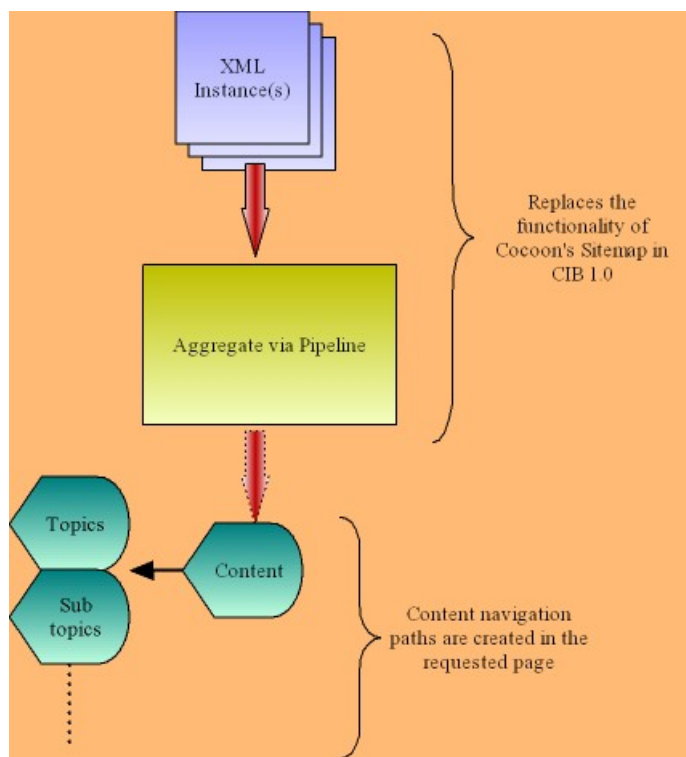 XML
Instance(s)
Replaces the
functionality of
Cocoon's Sitemap in
CIB 1.0
Aggregate via Pipeline
Topics
Content
Sub
topics
Content navigation
paths are created in the
requested page